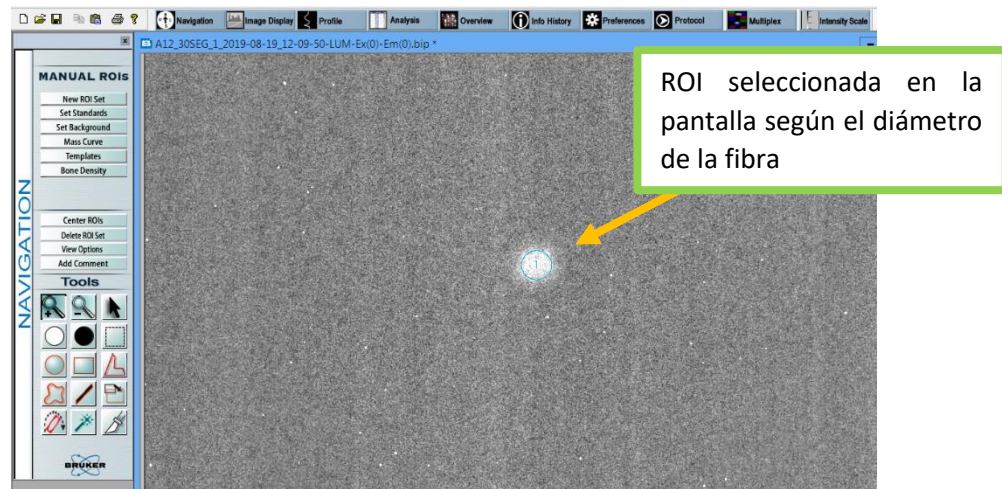 Navigation Image Display Profile Analysis Overview Info History Preferences Protocol Multiplex Intensity Scale
A12_30SEG_1_2019-08-19_12-09-50-LUM-Ex(0)-Em(0).bip *
MANUAL ROIs
New ROI Set
Set Standards
Set Background
Mass Curve
Templates
Bone Density
Center ROIs
Delete ROI Set
View Options
Add Comment
Tools
NAVIGATION
BRUKER
ROI seleccionada en la
pantalla según el diámetro
de la fibra
1